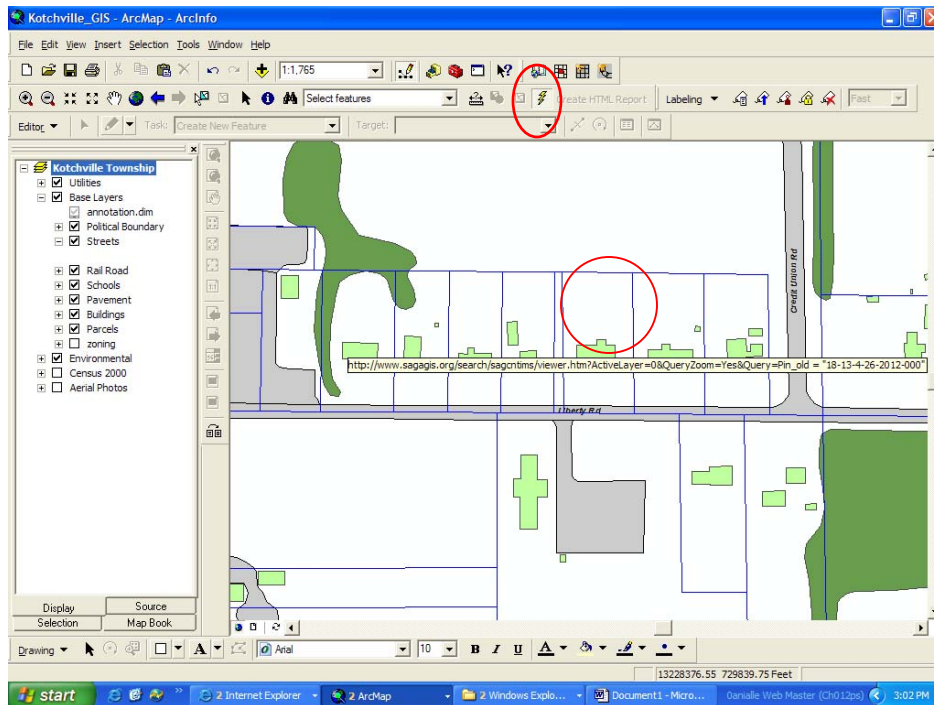 Kotchville_GIS - ArcMap - ArcInfo
File Edit View Insert Selection Tools Window Help
1:1,765
Select features
Create HTML Report
Labeling
Fast
Editor
Task: Create New Feature
Target:
Kotchville Township
Utilities
Base Layers
annotation.dim
Political Boundary
Streets
Rail Road
Schools
Pavement
Buildings
Parcels
zoning
Environmental
Census 2000
Aerial Photos
Credit Union Rd
http://www.sagagis.org/search/sagcntims/viewer.htm?ActiveLayer=0&QueryZoom=Yes&Query=Pin_old = "18-13-4-26-2012-000"
Liberty Rd
Display Source
Selection Map Book
Drawing A Arial 10 B I U A
13228376.55 729839.75 Feet
start 2 Internet Explorer 2 ArcMap 2 Windows Explo... Document1 - Micro... 0anialle Web Master (Ch012ps) 3:02 PM